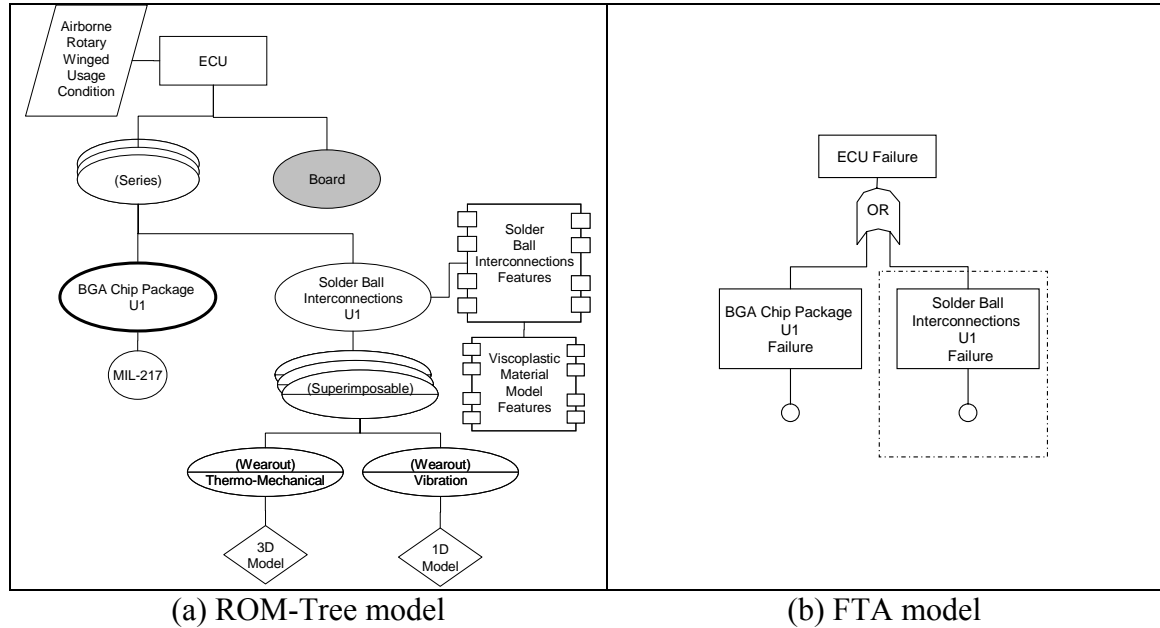 Airborne
Rotary
Winged
Usage
Condition
ECU
(Series)
Board
BGA Chip Package
U1
Solder Ball
Interconnections
U1
Solder
Ball
Interconnections
Features
MIL-217
(Superimposable)
Viscoplastic
Material
Model
Features
(Wearout)
Thermo-Mechanical
(Wearout)
Vibration
3D
Model
1D
Model
(a) ROM-Tree model
ECU Failure
OR
BGA Chip Package
U1
Failure
Solder Ball
Interconnections
U1
Failure
(b) FTA model